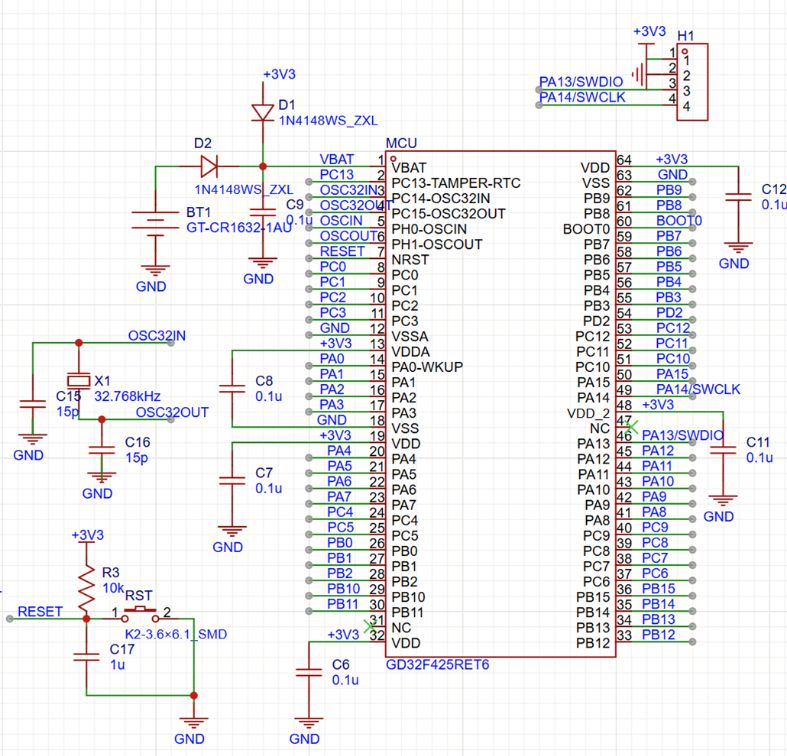 +3V3
H1
1
2
3
4
1
2
3
4
PA13/SWDIO
PA14/SWCLK
+3V3
D1
1N4148WS_ZXL
D2
1N4148WS_ZXL
BT1
GT-CR1632-1AU
GND
C9
0.1u
GND
MCU
VBAT 1 VBAT
PC13 2 PC13-TAMPER-RTC
OSC32IN 3 PC14-OSC32IN
OSC32OUT 4 PC15-OSC32OUT
OSCIN 5 PH0-OSCIN
OSCOUT 6 PH1-OSCOUT
RESET 7 NRST
PC0 8 PC0
PC1 9 PC1
PC2 10 PC2
PC3 11 PC3
GND 12 VSSA
+3V3 13 VDDA
PA0 14 PA0-WKUP
PA1 15 PA1
PA2 16 PA2
PA3 17 PA3
GND 18 VSS
+3V3 19 VDD
PA4 20 PA4
PA5 21 PA5
PA6 22 PA6
PA7 23 PA7
PC4 24 PC4
PC5 25 PC5
PB0 26 PB0
PB1 27 PB1
PB2 28 PB2
PB10 29 PB10
PB11 30 PB11
31 NC
+3V3 32 VDD
VDD 64 +3V3
VSS 63 GND
PB9 62 PB9
PB8 61 PB8
BOOT0 60 BOOT0
PB7 59 PB7
PB6 58 PB6
PB5 57 PB5
PB4 56 PB4
PB3 55 PB3
PD2 54 PD2
PC12 53 PC12
PC11 52 PC11
PC10 51 PC10
PA15 50 PA15
PA14 49 PA14/SWCLK
VDD_2 48 +3V3
NC 47
PA13 46 PA13/SWDIO
PA12 45 PA12
PA11 44 PA11
PA10 43 PA10
PA9 42 PA9
PA8 41 PA8
PC9 40 PC9
PC8 39 PC8
PC7 38 PC7
PC6 37 PC6
PB15 36 PB15
PB14 35 PB14
PB13 34 PB13
PB12 33 PB12
GD32F425RET6
C12
0.1u
GND
C11
0.1u
GND
C8
0.1u
C7
0.1u
GND
C6
0.1u
GND
OSC32IN
X1
32.768kHz
C15
15p
GND
OSC32OUT
C16
15p
GND
+3V3
R3
10k
RESET
RST
1 2
K2-3.6×6.1_SMD
C17
1u
GND